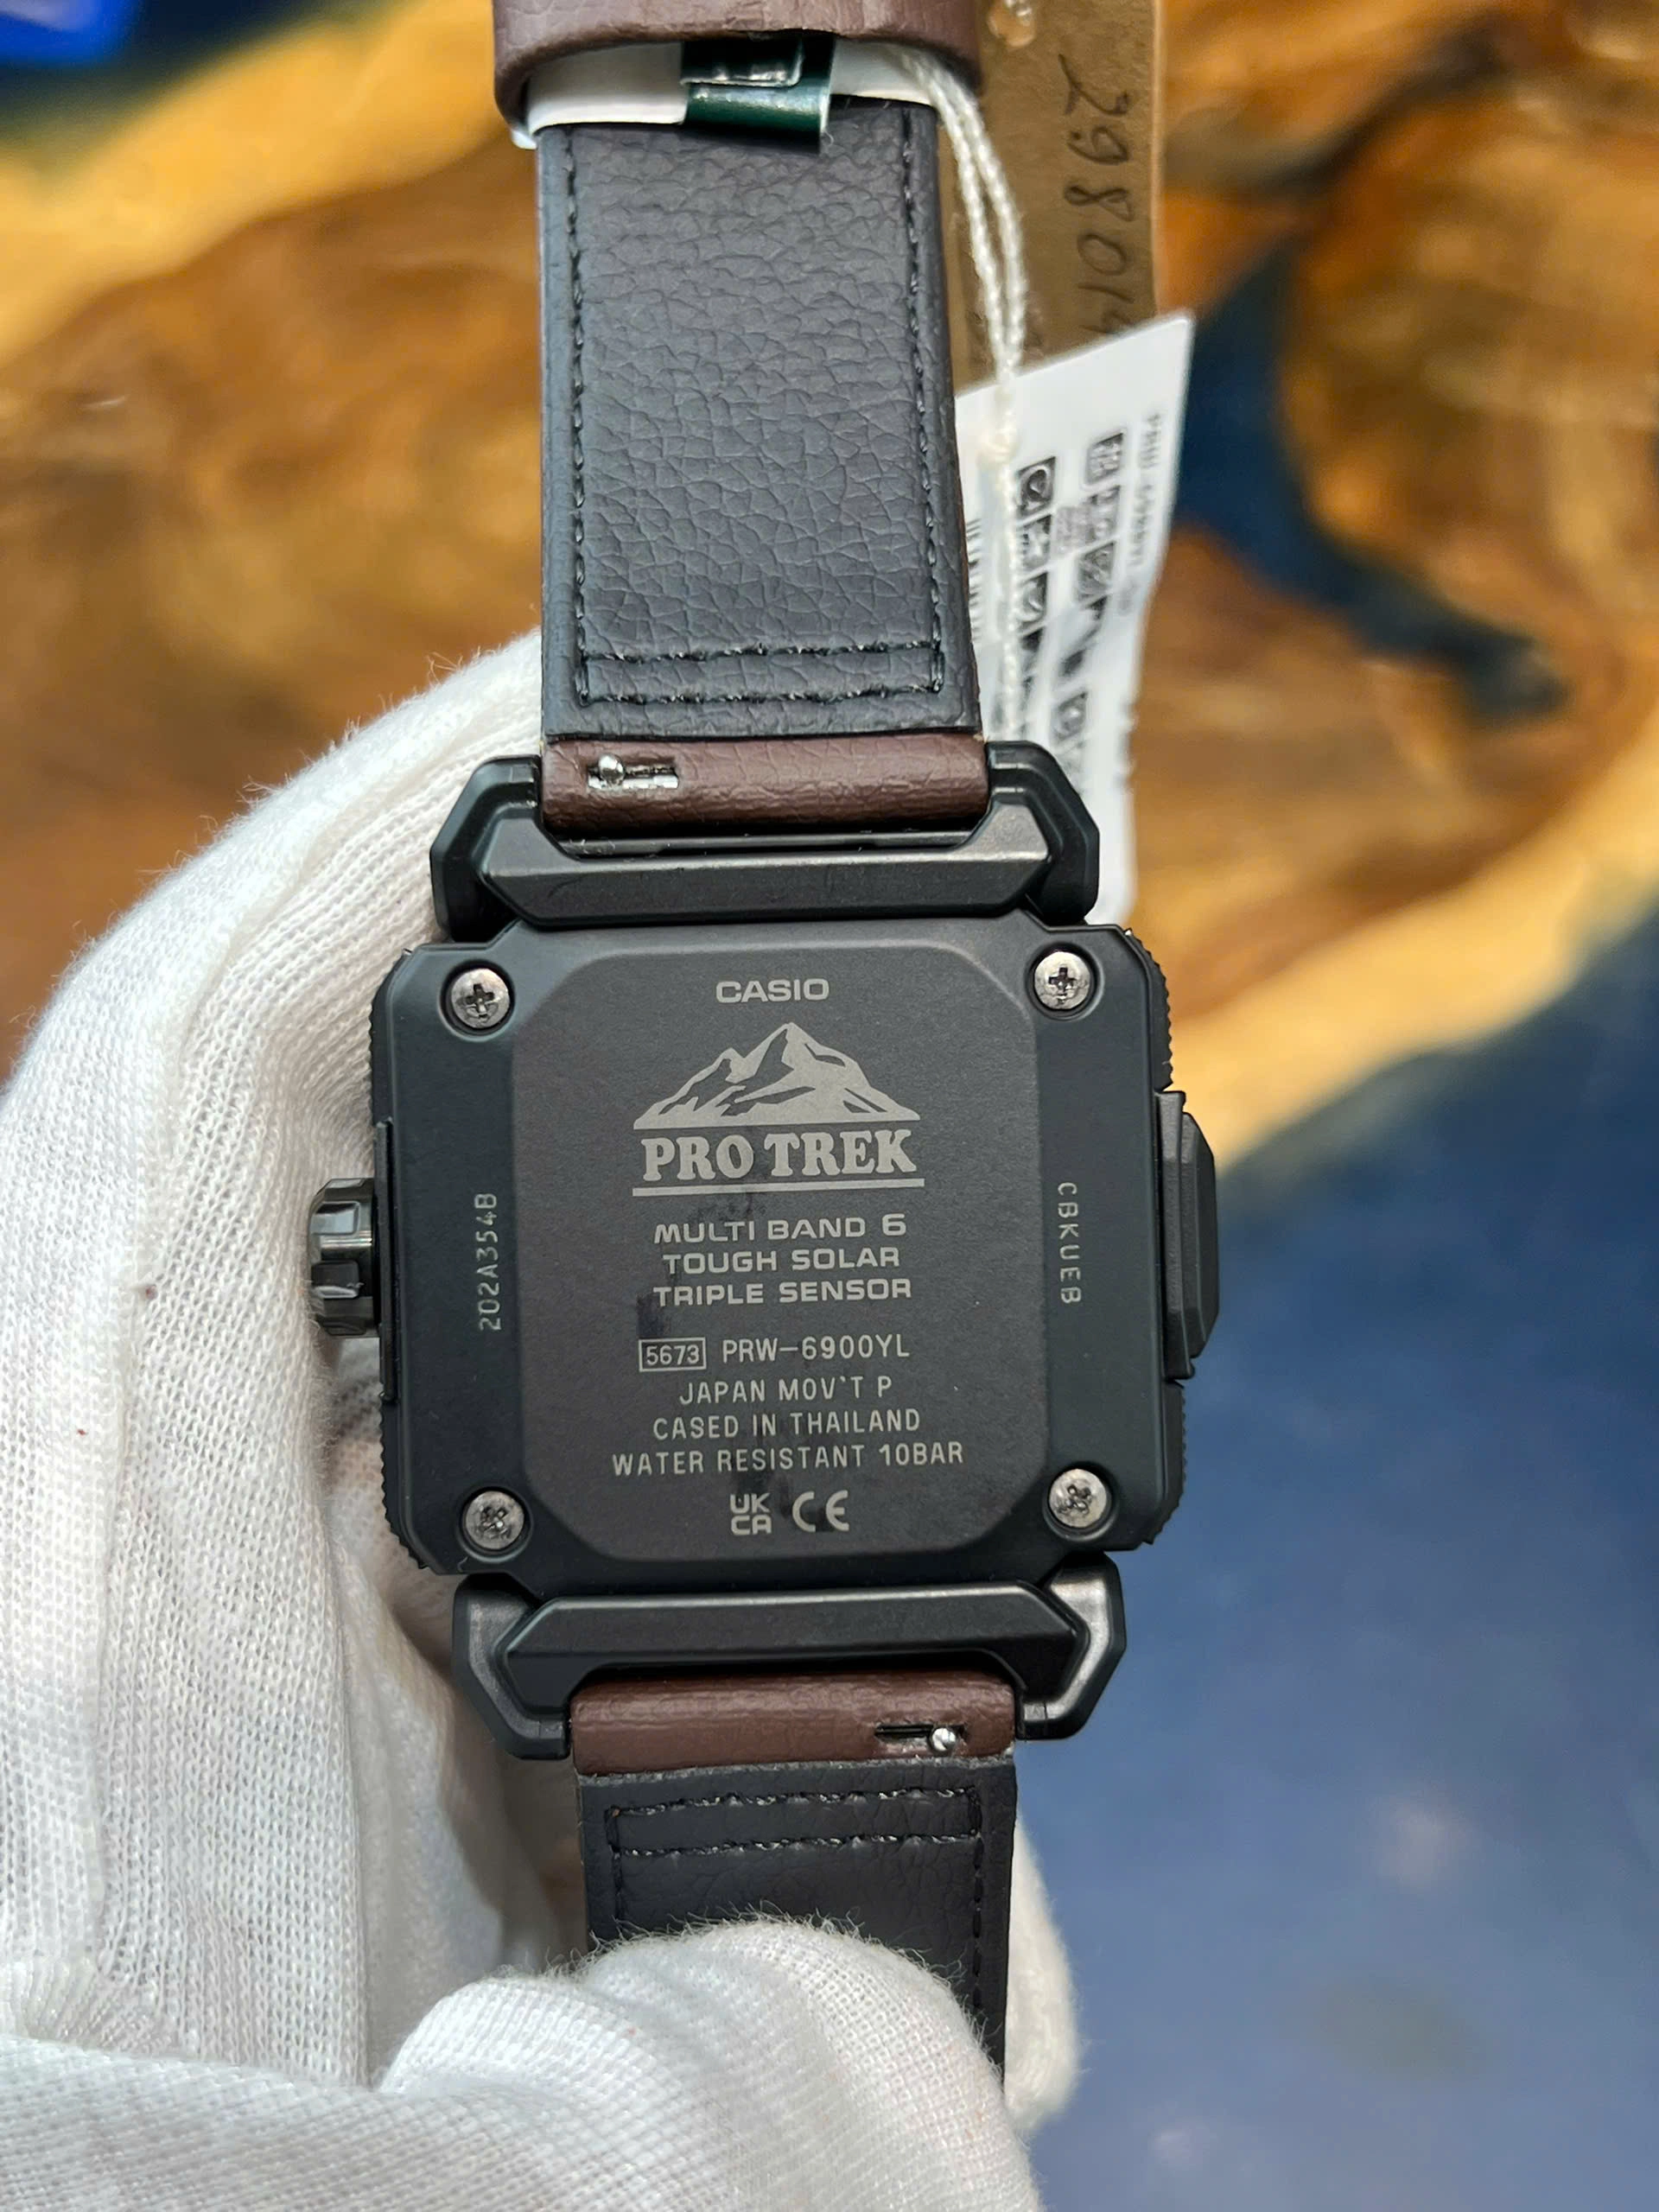 29801
CASIO
PRO TREK
MULTI BAND 6
TOUGH SOLAR
TRIPLE SENSOR
5673 PRW-6900YL
JAPAN MOV'T P
CASED IN THAILAND
WATER RESISTANT 10BAR
UK
CA CE
202A354B
CBKUEB